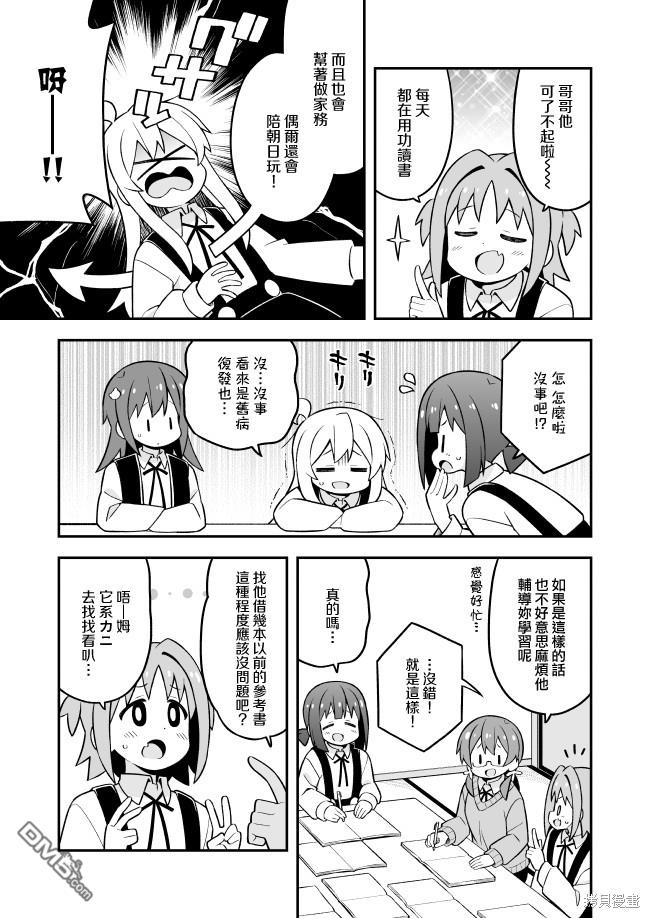 哥哥他
可了不起啦～～
每天
都在用功讀書
而且也會
幫著做家務
偶爾還會
陪朝日玩！
グサ
呀——!!
怎 怎麼啦
沒事吧!?
キリ
キリ
沒…沒事
看來是舊病
復發也…
如果是這樣的話
也不好意思麻煩他
輔導妳學習呢
感覺好忙…
…沒錯！
就是這樣！
真的嗎…
找他借幾本以前的參考書
這種程度應該沒問題吧？
唔—姆
它系カニ
去找找看叭…
DM5.com
拷貝漫畫